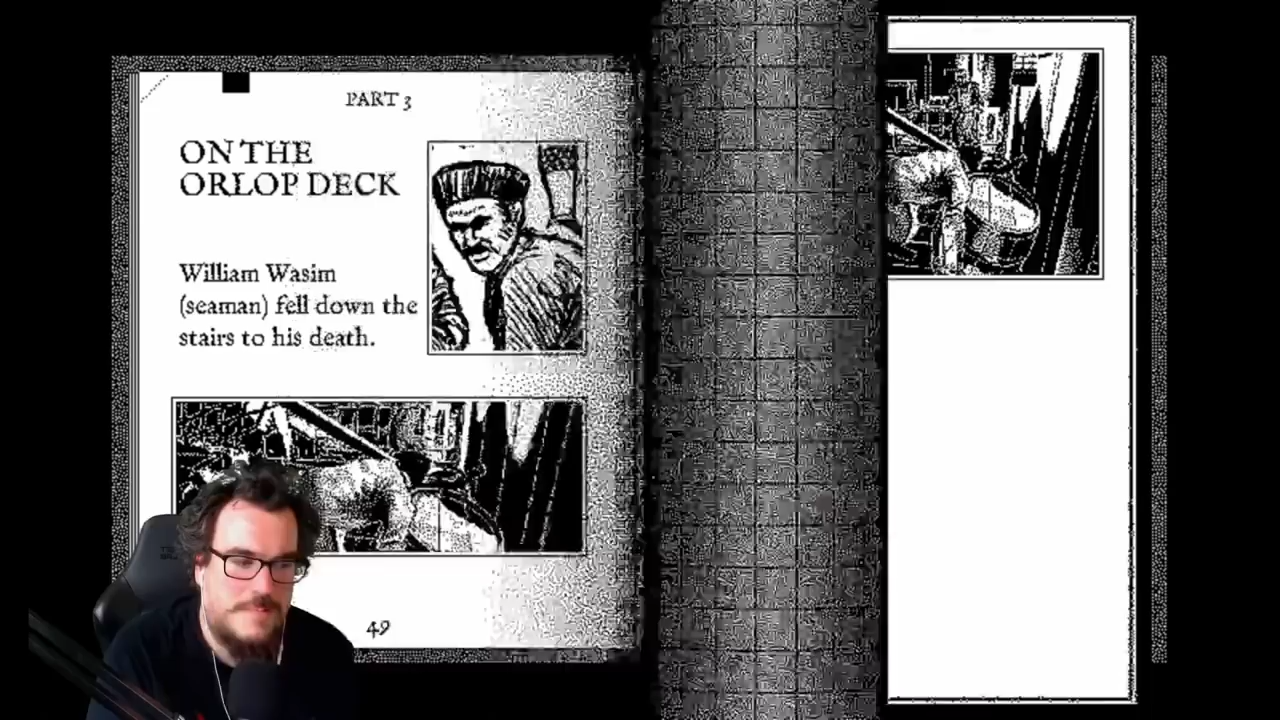 PART 3
ON THE
ORLOP DECK
William Wasim
(seaman) fell down the
stairs to his death.
49